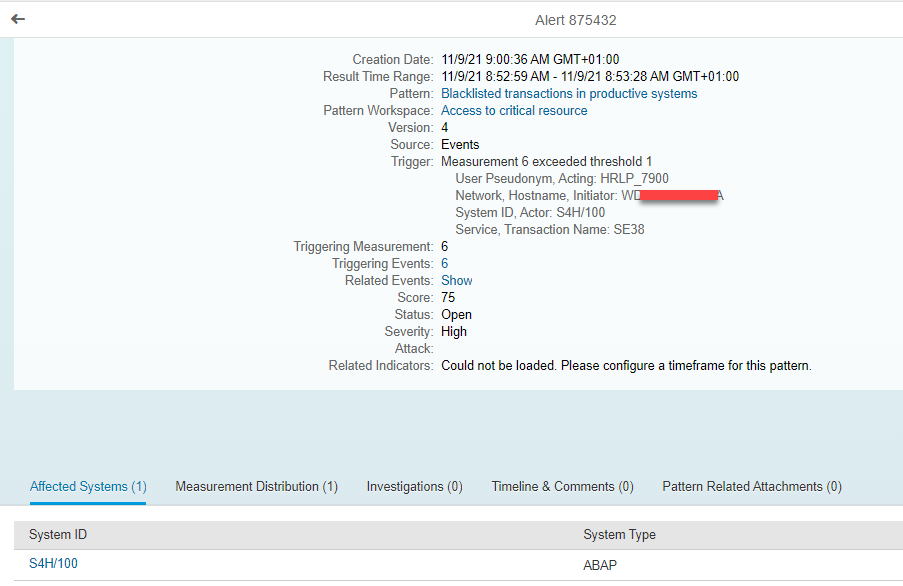 Alert 875432
Creation Date: 11/9/21 9:00:36 AM GMT+01:00
Result Time Range: 11/9/21 8:52:59 AM - 11/9/21 8:53:28 AM GMT+01:00
Pattern: Blacklisted transactions in productive systems
Pattern Workspace: Access to critical resource
Version: 4
Source: Events
Trigger: Measurement 6 exceeded threshold 1
User Pseudonym, Acting: HRLP_7900
Network, Hostname, Initiator:
System ID, Actor: S4H/100
Service, Transaction Name: SE38
Triggering Measurement: 6
Triggering Events: 6
Related Events: Show
Score: 75
Status: Open
Severity: High
Attack:
Related Indicators: Could not be loaded. Please configure a timeframe for this pattern.
Affected Systems (1) Measurement Distribution (1) Investigations (0) Timeline & Comments (0) Pattern Related Attachments (0)
System ID System Type
S4H/100 ABAP